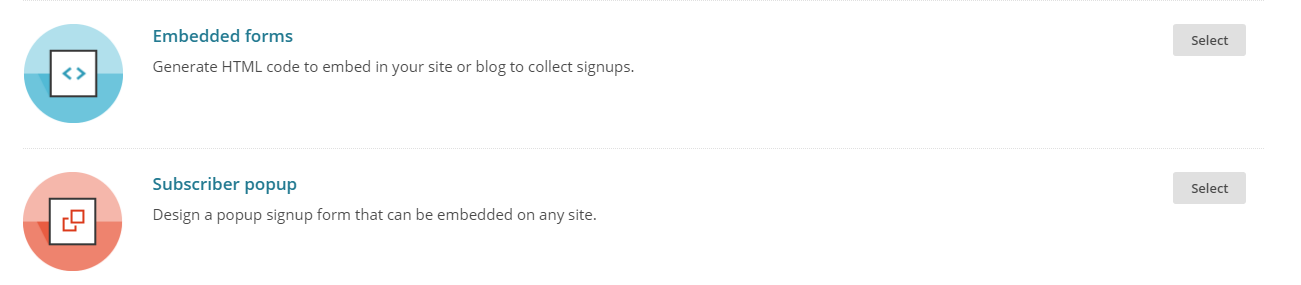 Embedded forms
Select
Generate HTML code to embed in your site or blog to collect signups.
Subscriber popup
Select
Design a popup signup form that can be embedded on any site.